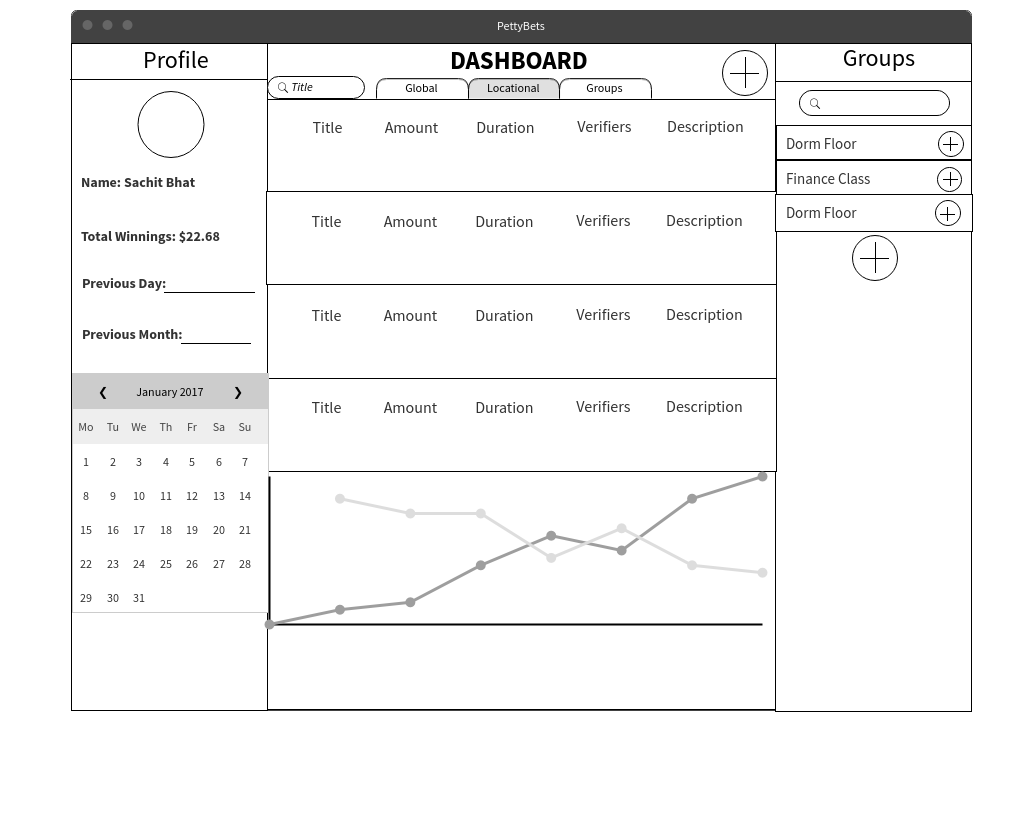 PettyBets
Profile
DASHBOARD
Groups
Title
Global
Locational
Groups
Name: Sachit Bhat
Total Winnings: $22.68
Previous Day:
Previous Month:
January 2017
Mo Tu We Th Fr Sa Su
1 2 3 4 5 6 7
8 9 10 11 12 13 14
15 16 17 18 19 20 21
22 23 24 25 26 27 28
29 30 31
Title Amount Duration Verifiers Description
Title Amount Duration Verifiers Description
Title Amount Duration Verifiers Description
Title Amount Duration Verifiers Description
Dorm Floor
Finance Class
Dorm Floor